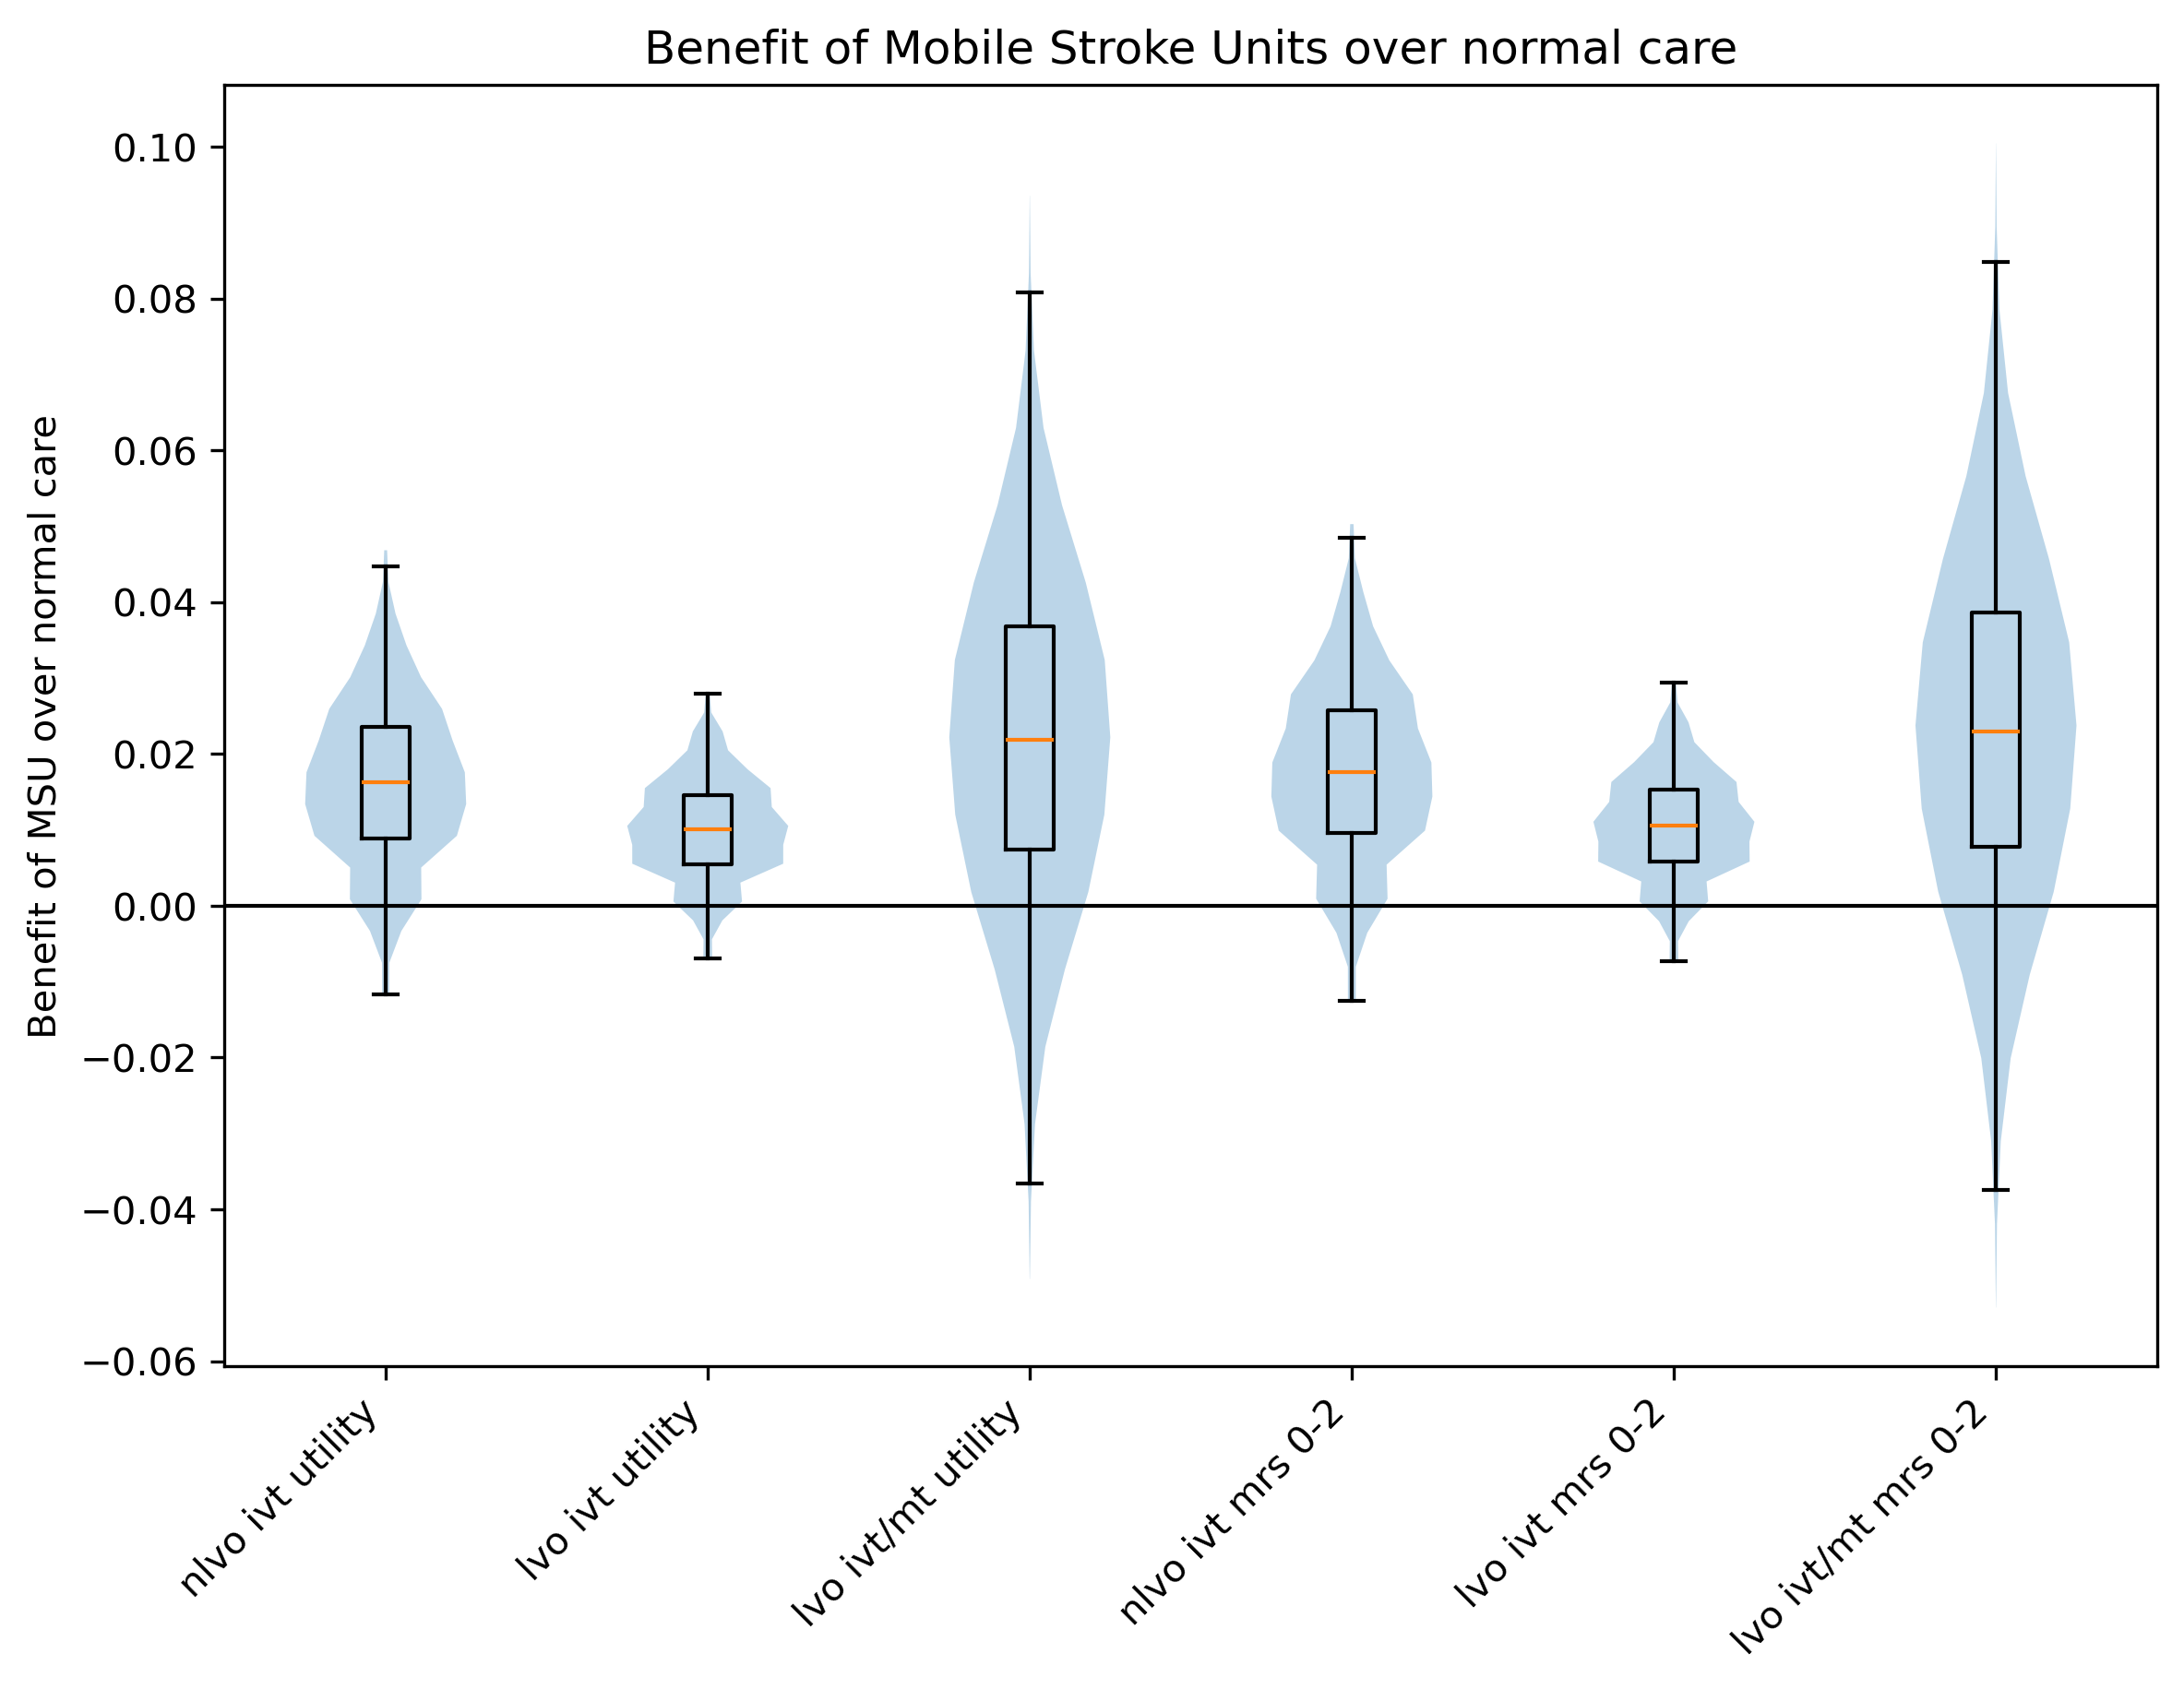 Benefit of Mobile Stroke Units over normal care
Benefit of MSU over normal care
0.10
0.08
0.06
0.04
0.02
0.00
−0.02
−0.04
−0.06
nlvo ivt utility
lvo ivt utility
lvo ivt/mt utility
nlvo ivt mrs 0-2
lvo ivt mrs 0-2
lvo ivt/mt mrs 0-2